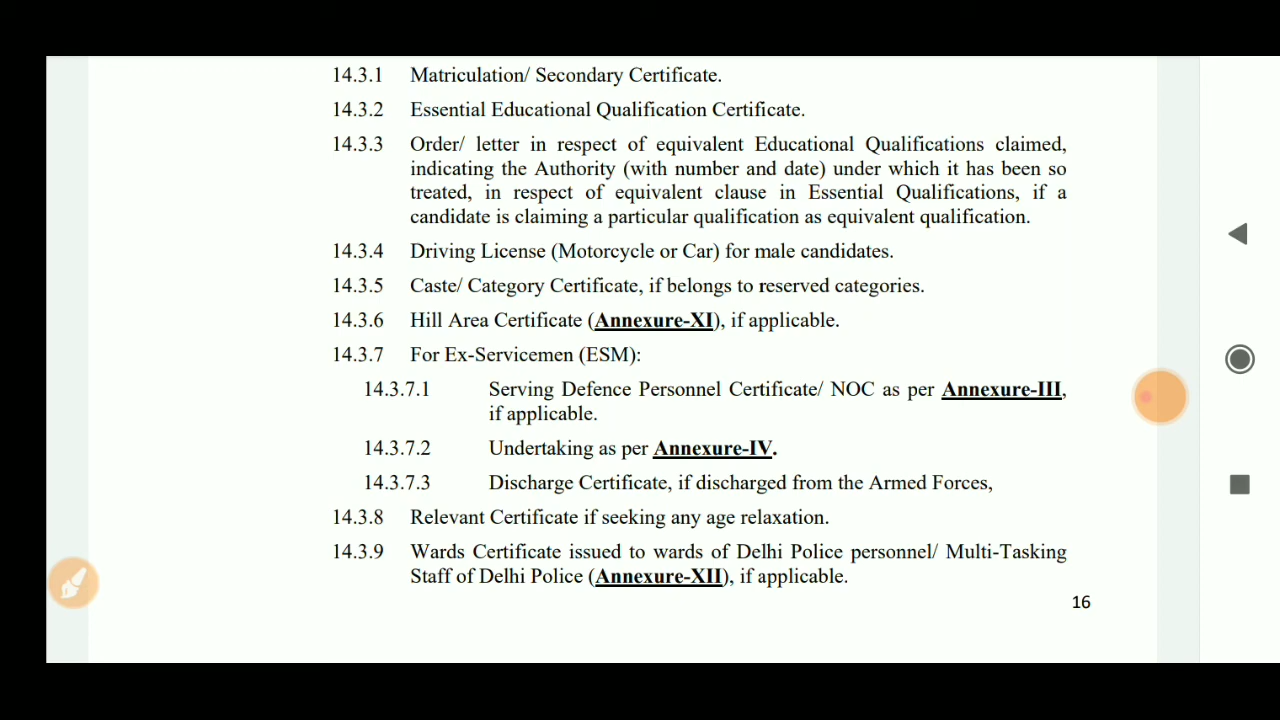 14.3.1 Matriculation/ Secondary Certificate.
14.3.2 Essential Educational Qualification Certificate.
14.3.3 Order/ letter in respect of equivalent Educational Qualifications claimed,
indicating the Authority (with number and date) under which it has been so
treated, in respect of equivalent clause in Essential Qualifications, if a
candidate is claiming a particular qualification as equivalent qualification.
14.3.4 Driving License (Motorcycle or Car) for male candidates.
14.3.5 Caste/ Category Certificate, if belongs to reserved categories.
14.3.6 Hill Area Certificate (Annexure-XI), if applicable.
14.3.7 For Ex-Servicemen (ESM):
14.3.7.1 Serving Defence Personnel Certificate/ NOC as per Annexure-III,
if applicable.
14.3.7.2 Undertaking as per Annexure-IV.
14.3.7.3 Discharge Certificate, if discharged from the Armed Forces,
14.3.8 Relevant Certificate if seeking any age relaxation.
14.3.9 Wards Certificate issued to wards of Delhi Police personnel/ Multi-Tasking
Staff of Delhi Police (Annexure-XII), if applicable.
16